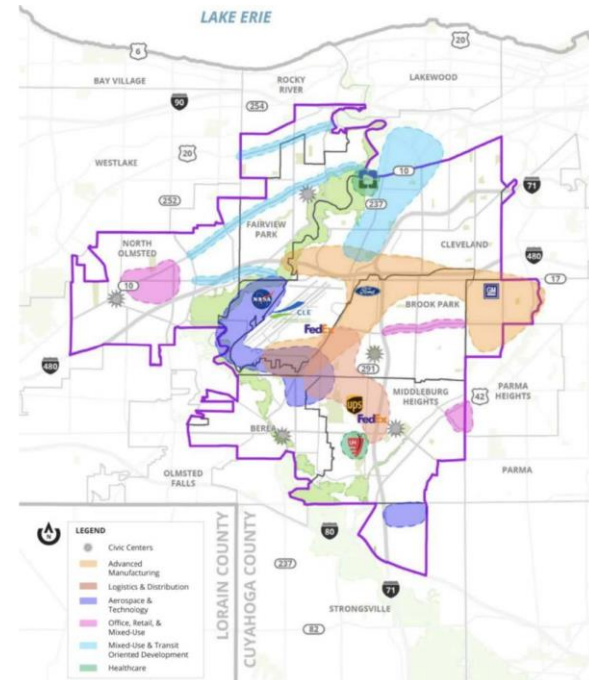 LAKE ERIE
6
20
BAY VILLAGE
ROCKY
RIVER
LAKEWOOD
90
254
WESTLAKE
20
10
71
252
237
FAIRVIEW
PARK
NORTH
OLMSTED
CLEVELAND
480
17
10
NASA
Ford
GM
BROOK PARK
CLE
FedEx
480
291
MIDDLEBURG
HEIGHTS
PARMA
HEIGHTS
42
ups
FedEx
BEREA
OLMSTED
FALLS
PARMA
80
237
71
STRONGSVILLE
82
LORAIN COUNTY
CUYAHOGA COUNTY
N
LEGEND
Civic Centers
Advanced
Manufacturing
Logistics & Distribution
Aerospace &
Technology
Office, Retail, &
Mixed-Use
Mixed-Use & Transit
Oriented Development
Healthcare